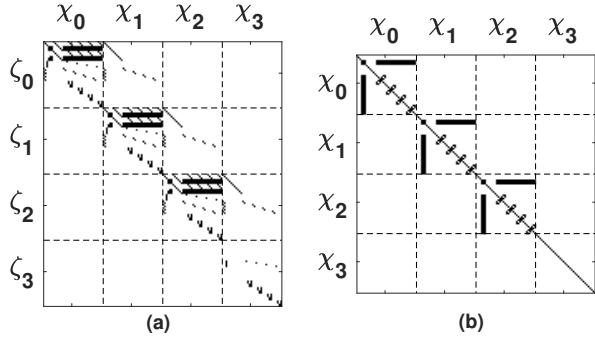 χ₀ χ₁ χ₂ χ₃
ζ₀
ζ₁
ζ₂
ζ₃
(a)
χ₀ χ₁ χ₂ χ₃
χ₀
χ₁
χ₂
χ₃
(b)